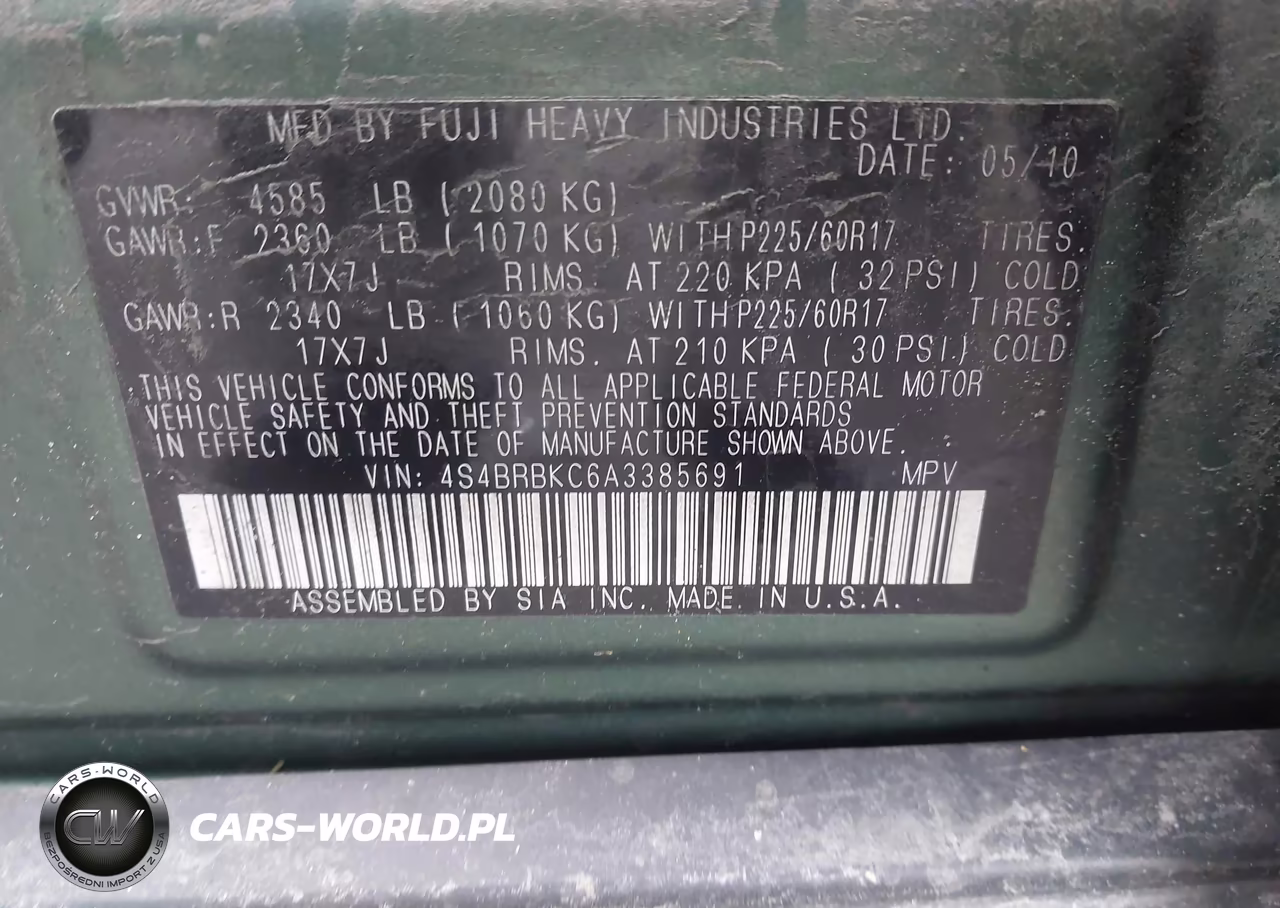 MFD BY FUJI HEAVY INDUSTRIES LTD.
DATE: 05/10
GVWR: 4585 LB ( 2080 KG)
GAWR:F 2360 LB ( 1070 KG) WITH P225/60R17 TIRES.
17X7J RIMS. AT 220 KPA ( 32 PSI) COLD
GAWR:R 2340 LB ( 1060 KG) WITH P225/60R17 TIRES.
17X7J RIMS. AT 210 KPA ( 30 PSI) COLD
THIS VEHICLE CONFORMS TO ALL APPLICABLE FEDERAL MOTOR
VEHICLE SAFETY AND THEFT PREVENTION STANDARDS
IN EFFECT ON THE DATE OF MANUFACTURE SHOWN ABOVE.
VIN: 4S4BRBKC6A3385691 MPV
ASSEMBLED BY SIA INC. MADE IN U.S.A.
CARS-WORLD
CW
BEZPOŚREDNI IMPORT Z USA
CARS-WORLD.PL